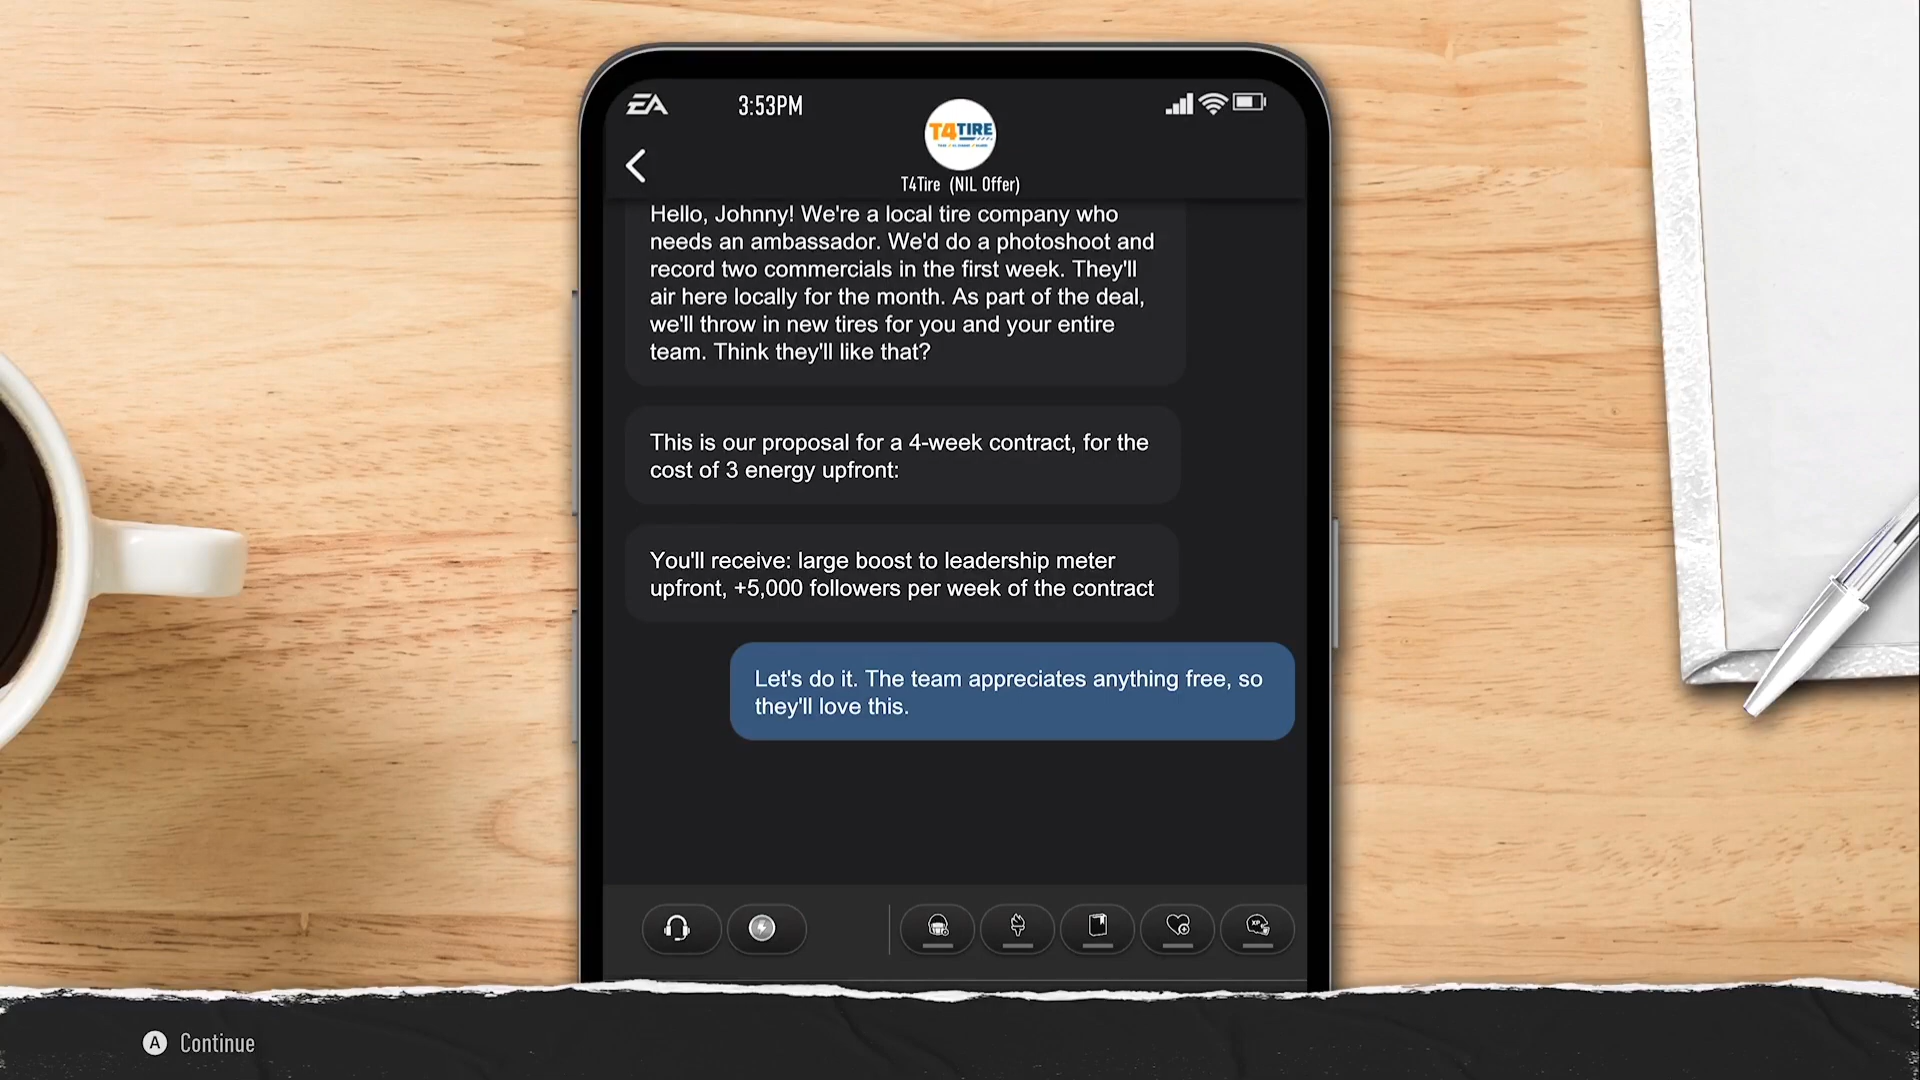 EA
3:53PM
T4TIRE
T4Tire (NIL Offer)
Hello, Johnny! We're a local tire company who
needs an ambassador. We'd do a photoshoot and
record two commercials in the first week. They'll
air here locally for the month. As part of the deal,
we'll throw in new tires for you and your entire
team. Think they'll like that?
This is our proposal for a 4-week contract, for the
cost of 3 energy upfront:
You'll receive: large boost to leadership meter
upfront, +5,000 followers per week of the contract
Let's do it. The team appreciates anything free, so
they'll love this.
XP
A Continue